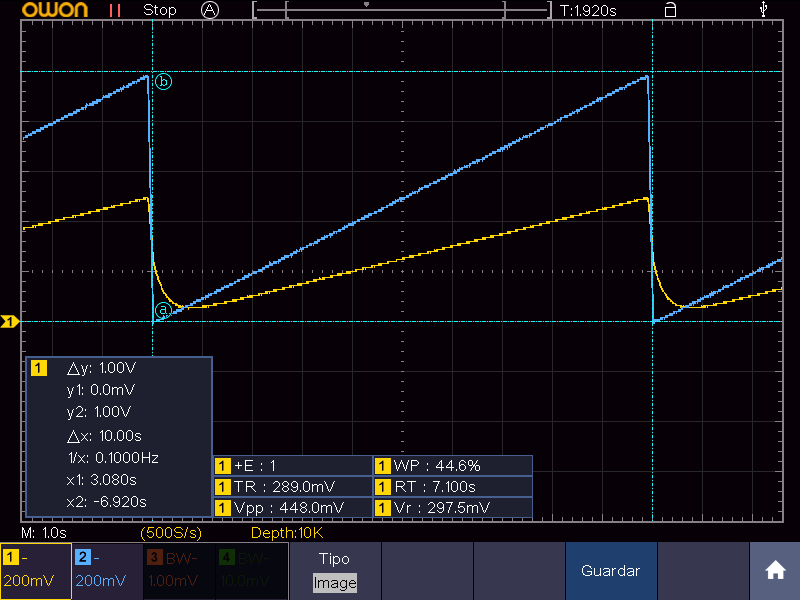 OWON Stop A T:1.920s
b
a
1
1 Δy: 1.00V
y1: 0.0mV
y2: 1.00V
Δx: 10.00s
1/x: 0.1000Hz
x1: 3.080s
x2: -6.920s
1 +E : 1 1 WP : 44.6%
1 TR : 289.0mV 1 RT : 7.100s
1 Vpp : 448.0mV 1 Vr : 297.5mV
M: 1.0s (500S/s) Depth:10K
1 2 3 BW 4 BW Tipo
200mV 200mV 1.00mV 10.0mV Image Guardar